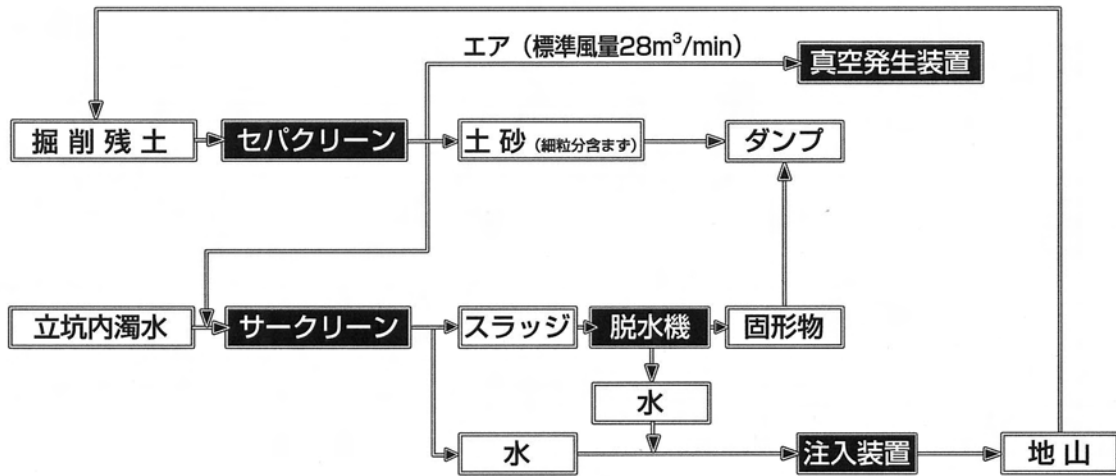 エア（標準風量28m³/min）
真空発生装置
掘削残土
セパクリーン
土砂（細粒分含まず）
ダンプ
立坑内濁水
サークリーン
スラッジ
脱水機
固形物
水
水
注入装置
地山